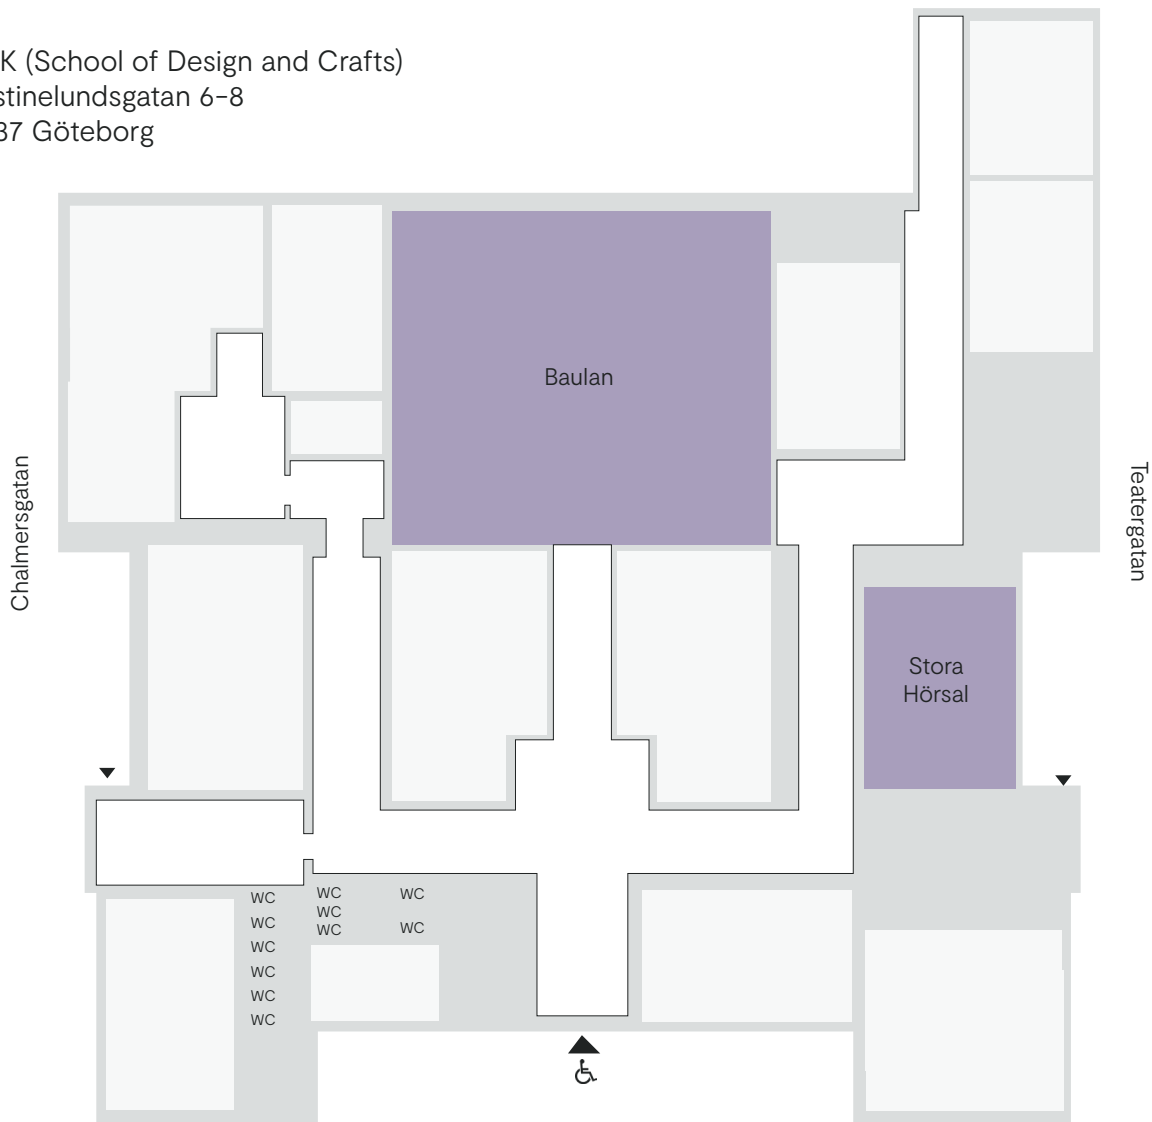 K (School of Design and Crafts)
stinelundsgatan 6–8
37 Göteborg
Baulan
Chalmersgatan
Teatergatan
Stora
Hörsal
WC
WC
WC
WC
WC
WC
WC
WC
WC
WC
WC